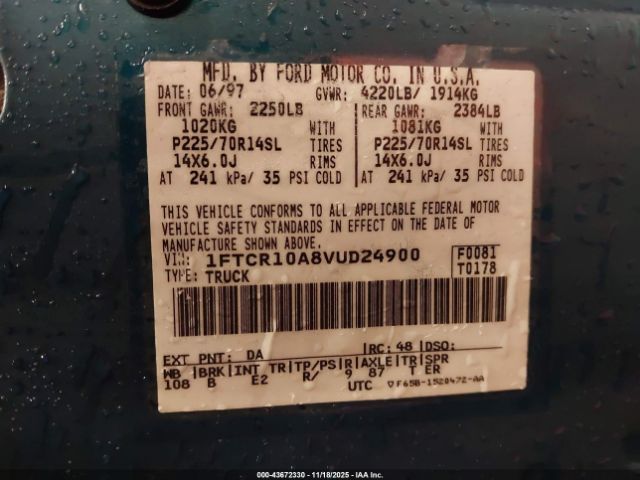 MFD. BY FORD MOTOR CO. IN U.S.A.
DATE: 06/97 GVWR: 4220LB/ 1914KG
FRONT GAWR: 2250LB REAR GAWR: 2384LB
1020KG WITH 1081KG WITH
P225/70R14SL TIRES P225/70R14SL TIRES
14X6.0J RIMS 14X6.0J RIMS
AT 241 kPa/ 35 PSI COLD AT 241 kPa/ 35 PSI COLD
THIS VEHICLE CONFORMS TO ALL APPLICABLE FEDERAL MOTOR
VEHICLE SAFETY STANDARDS IN EFFECT ON THE DATE OF
MANUFACTURE SHOWN ABOVE.
VIN: 1FTCR10A8VUD24900 F0081
TYPE: TRUCK T0178
EXT PNT: DA RC: 48 DSO:
WB BRK INT TR TP/PS R AXLE TR SPR
108 B E2 R/ 9 87 T ER
UTC ▽F65B-1520472-AA
000-43672330 - 11/18/2025 - IAA Inc.